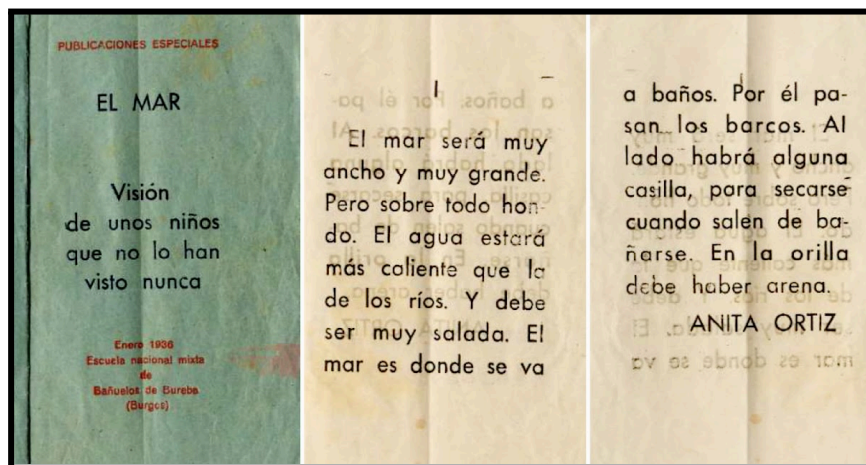 PUBLICACIONES ESPECIALES
EL MAR
Visión
de unos niños
que no lo han
visto nunca
Enero 1936
Escuela nacional mixta
de
Bañuelos de Bureba
(Burgos)
I
El mar será muy
ancho y muy grande.
Pero sobre todo hon-
do. El agua estará
más caliente que la
de los ríos. Y debe
ser muy salada. El
mar es donde se va
a baños. Por él pa-
san los barcos. Al
lado habrá alguna
casilla, para secarse
cuando salen de ba-
ñarse. En la orilla
debe haber arena.
ANITA ORTIZ